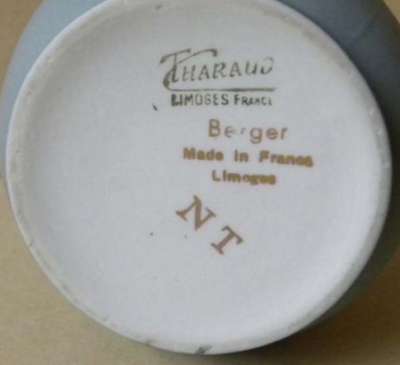 THARAUD
LIMOGES FRANCE
Berger
Made in France
Limoges
NT